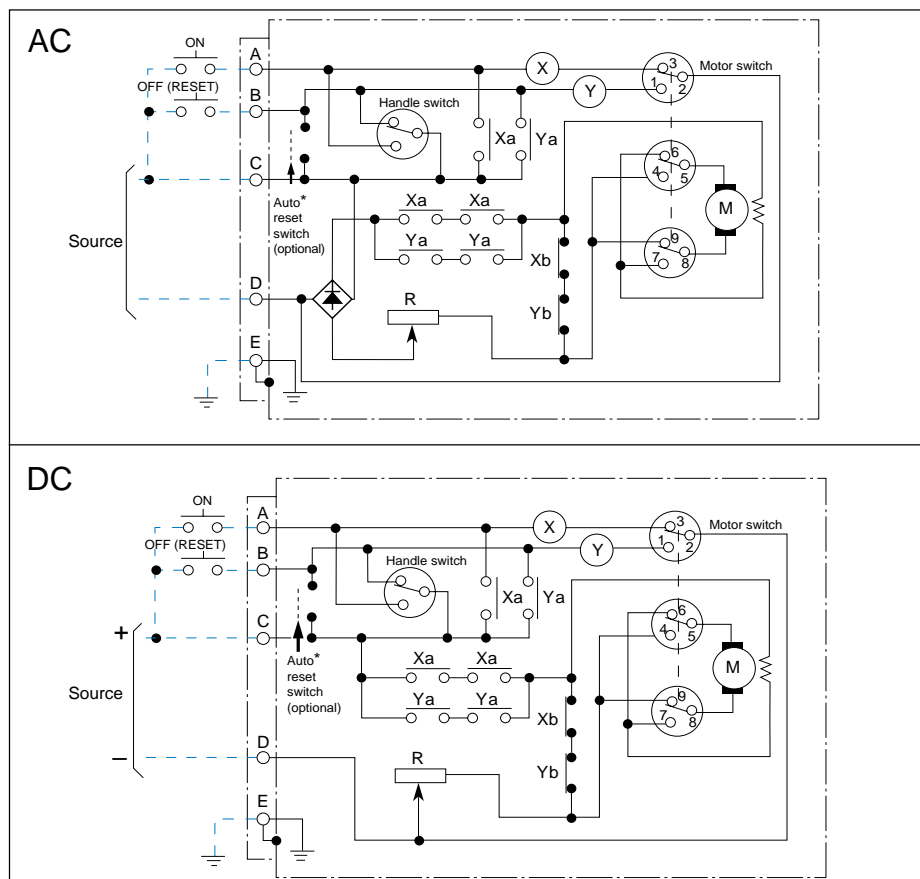 AC
ON
A
X
3
Motor switch
1
2
OFF (RESET)
B
Y
Handle switch
Xa
Ya
C
6
4
5
Auto*
reset
switch
(optional)
Xa
Xa
M
Source
Ya
Ya
Xb
9
7
8
D
R
Yb
E
DC
ON
A
X
3
Motor switch
1
2
OFF (RESET)
B
Y
Handle switch
Xa
Ya
+
C
6
4
5
Auto*
reset
switch
(optional)
Xa
Xa
M
Source
Ya
Ya
Xb
9
7
8
–
D
R
Yb
E